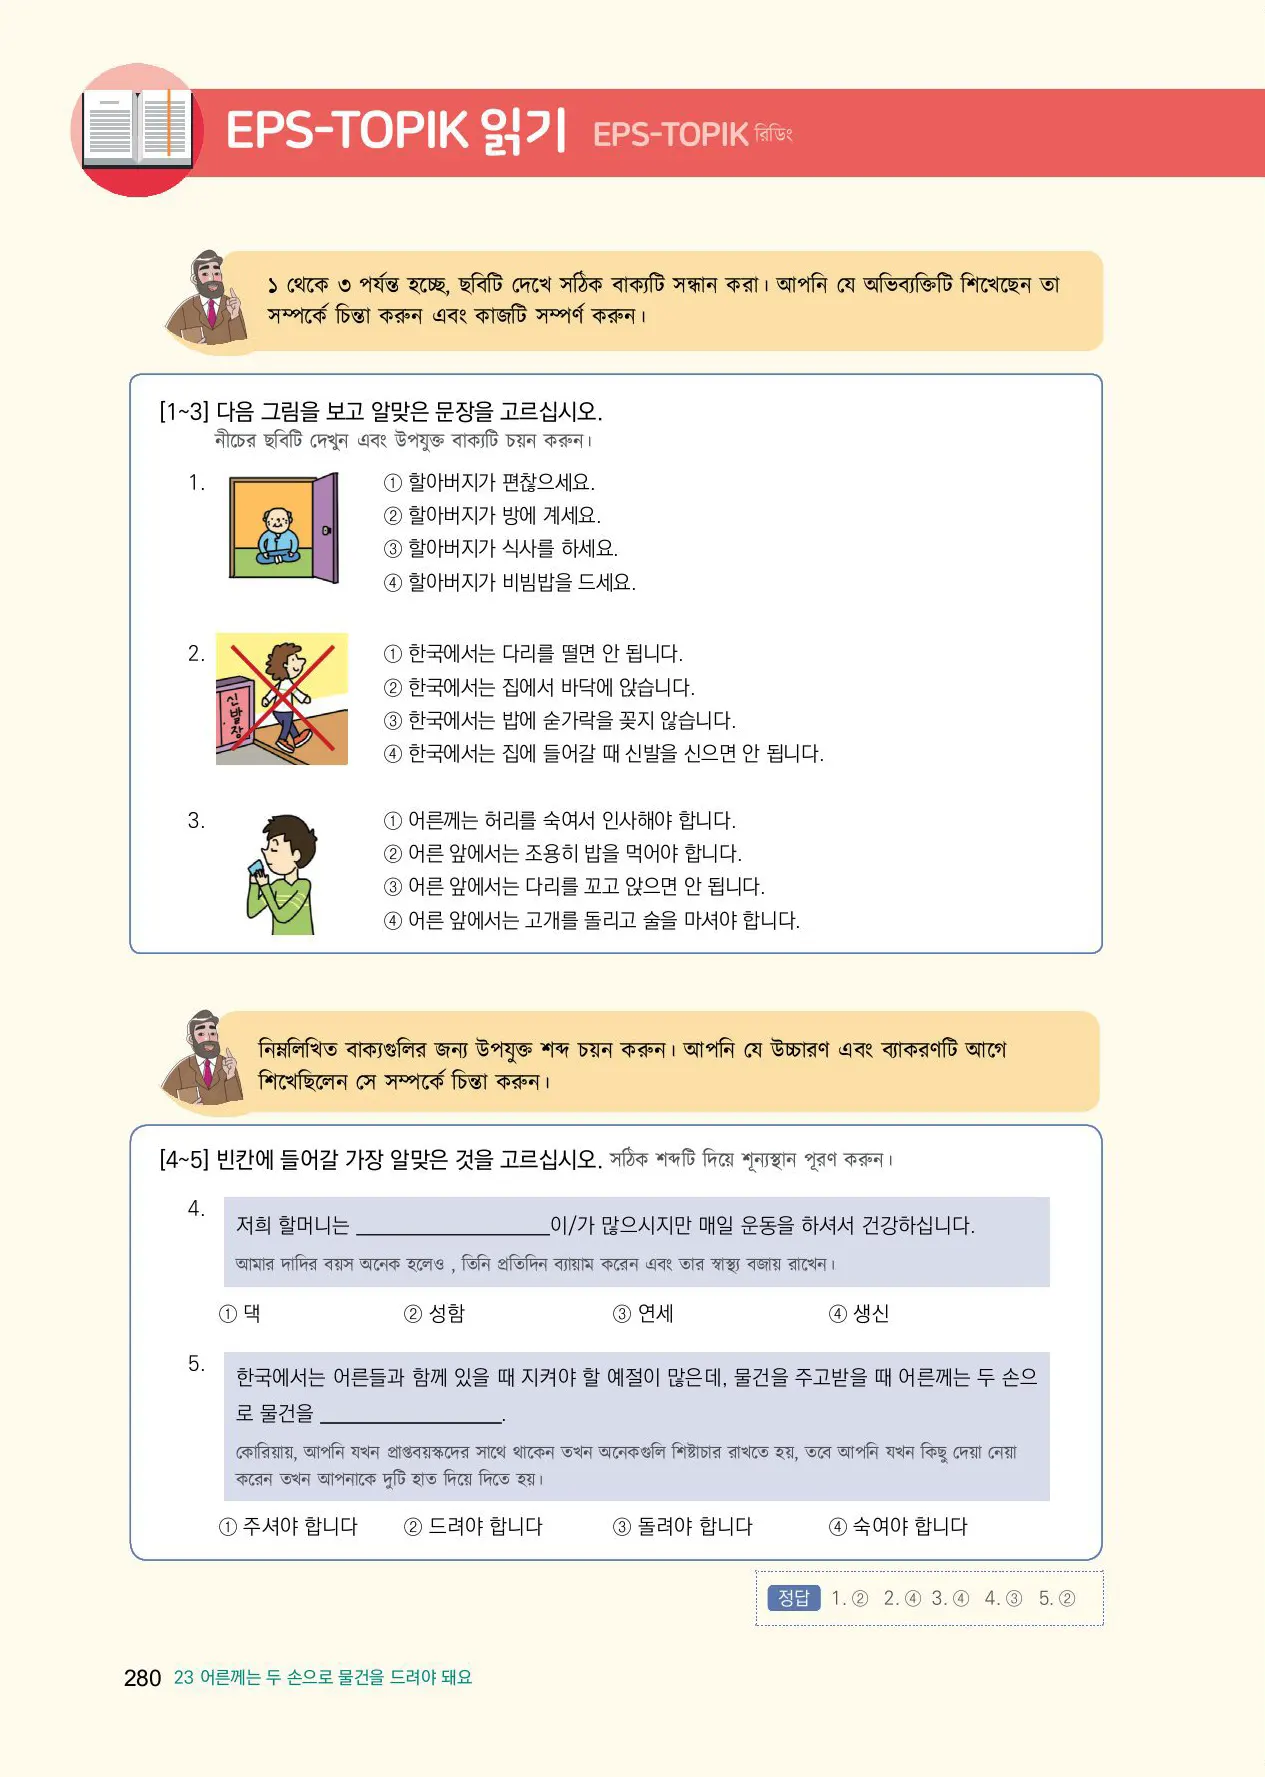 EPS-TOPIK 읽기 EPS-TOPIK রিডিং
১ থেকে ৩ পর্যন্ত হচ্ছে, ছবিটি দেখে সঠিক বাক্যটি সন্ধান করা। আপনি যে অভিব্যক্তিটি শিখেছেন তা
সম্পর্কে চিন্তা করুন এবং কাজটি সম্পর্ণ করুন।
[1~3] 다음 그림을 보고 알맞은 문장을 고르십시오.
নীচের ছবিটি দেখুন এবং উপযুক্ত বাক্যটি চয়ন করুন।
1. ① 할아버지가 편찮으세요.
② 할아버지가 방에 계세요.
③ 할아버지가 식사를 하세요.
④ 할아버지가 비빔밥을 드세요.
2. ① 한국에서는 다리를 떨면 안 됩니다.
② 한국에서는 집에서 바닥에 앉습니다.
③ 한국에서는 밥에 숟가락을 꽂지 않습니다.
④ 한국에서는 집에 들어갈 때 신발을 신으면 안 됩니다.
신발장
3. ① 어른께는 허리를 숙여서 인사해야 합니다.
② 어른 앞에서는 조용히 밥을 먹어야 합니다.
③ 어른 앞에서는 다리를 꼬고 앉으면 안 됩니다.
④ 어른 앞에서는 고개를 돌리고 술을 마셔야 합니다.
নিম্নলিখিত বাক্যগুলির জন্য উপযুক্ত শব্দ চয়ন করুন। আপনি যে উচ্চারণ এবং ব্যাকরণটি আগে
শিখেছিলেন সে সম্পর্কে চিন্তা করুন।
[4~5] 빈칸에 들어갈 가장 알맞은 것을 고르십시오. সঠিক শব্দটি দিয়ে শূন্যস্থান পূরণ করুন।
4. 저희 할머니는 ____________________이/가 많으시지만 매일 운동을 하셔서 건강하십니다.
আমার দাদির বয়স অনেক হলেও , তিনি প্রতিদিন ব্যায়াম করেন এবং তার স্বাস্থ্য বজায় রাখেন।
① 댁 ② 성함 ③ 연세 ④ 생신
5. 한국에서는 어른들과 함께 있을 때 지켜야 할 예절이 많은데, 물건을 주고받을 때 어른께는 두 손으
로 물건을 ___________________.
কোরিয়ায়, আপনি যখন প্রাপ্তবয়স্কদের সাথে থাকেন তখন অনেকগুলি শিষ্টাচার রাখতে হয়, তবে আপনি যখন কিছু দেয়া নেয়া
করেন তখন আপনাকে দুটি হাত দিয়ে দিতে হয়।
① 주셔야 합니다 ② 드려야 합니다 ③ 돌려야 합니다 ④ 숙여야 합니다
정답 1. ② 2. ④ 3. ④ 4. ③ 5. ②
280 23 어른께는 두 손으로 물건을 드려야 돼요